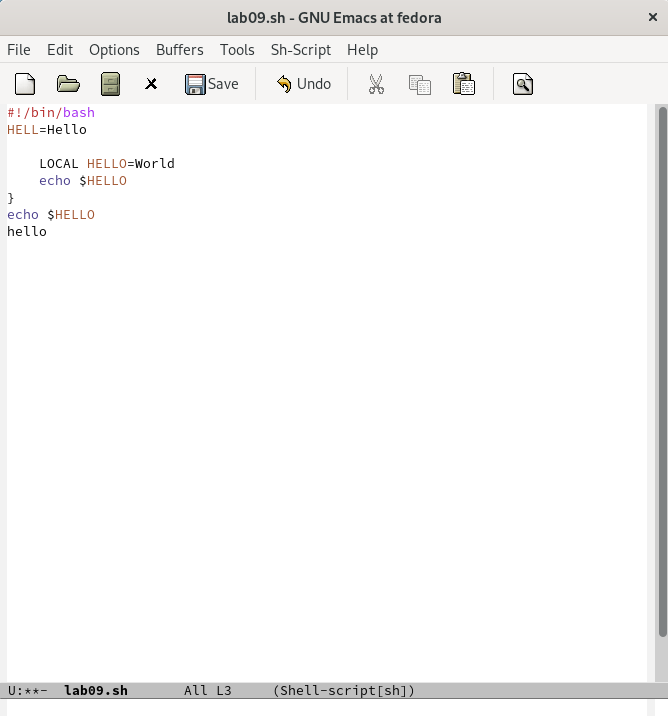 lab09.sh - GNU Emacs at fedora
File Edit Options Buffers Tools Sh-Script Help
Save Undo
#!/bin/bash
HELL=Hello
LOCAL HELLO=World
echo $HELLO
}
echo $HELLO
hello
U:**- lab09.sh All L3 (Shell-script[sh])